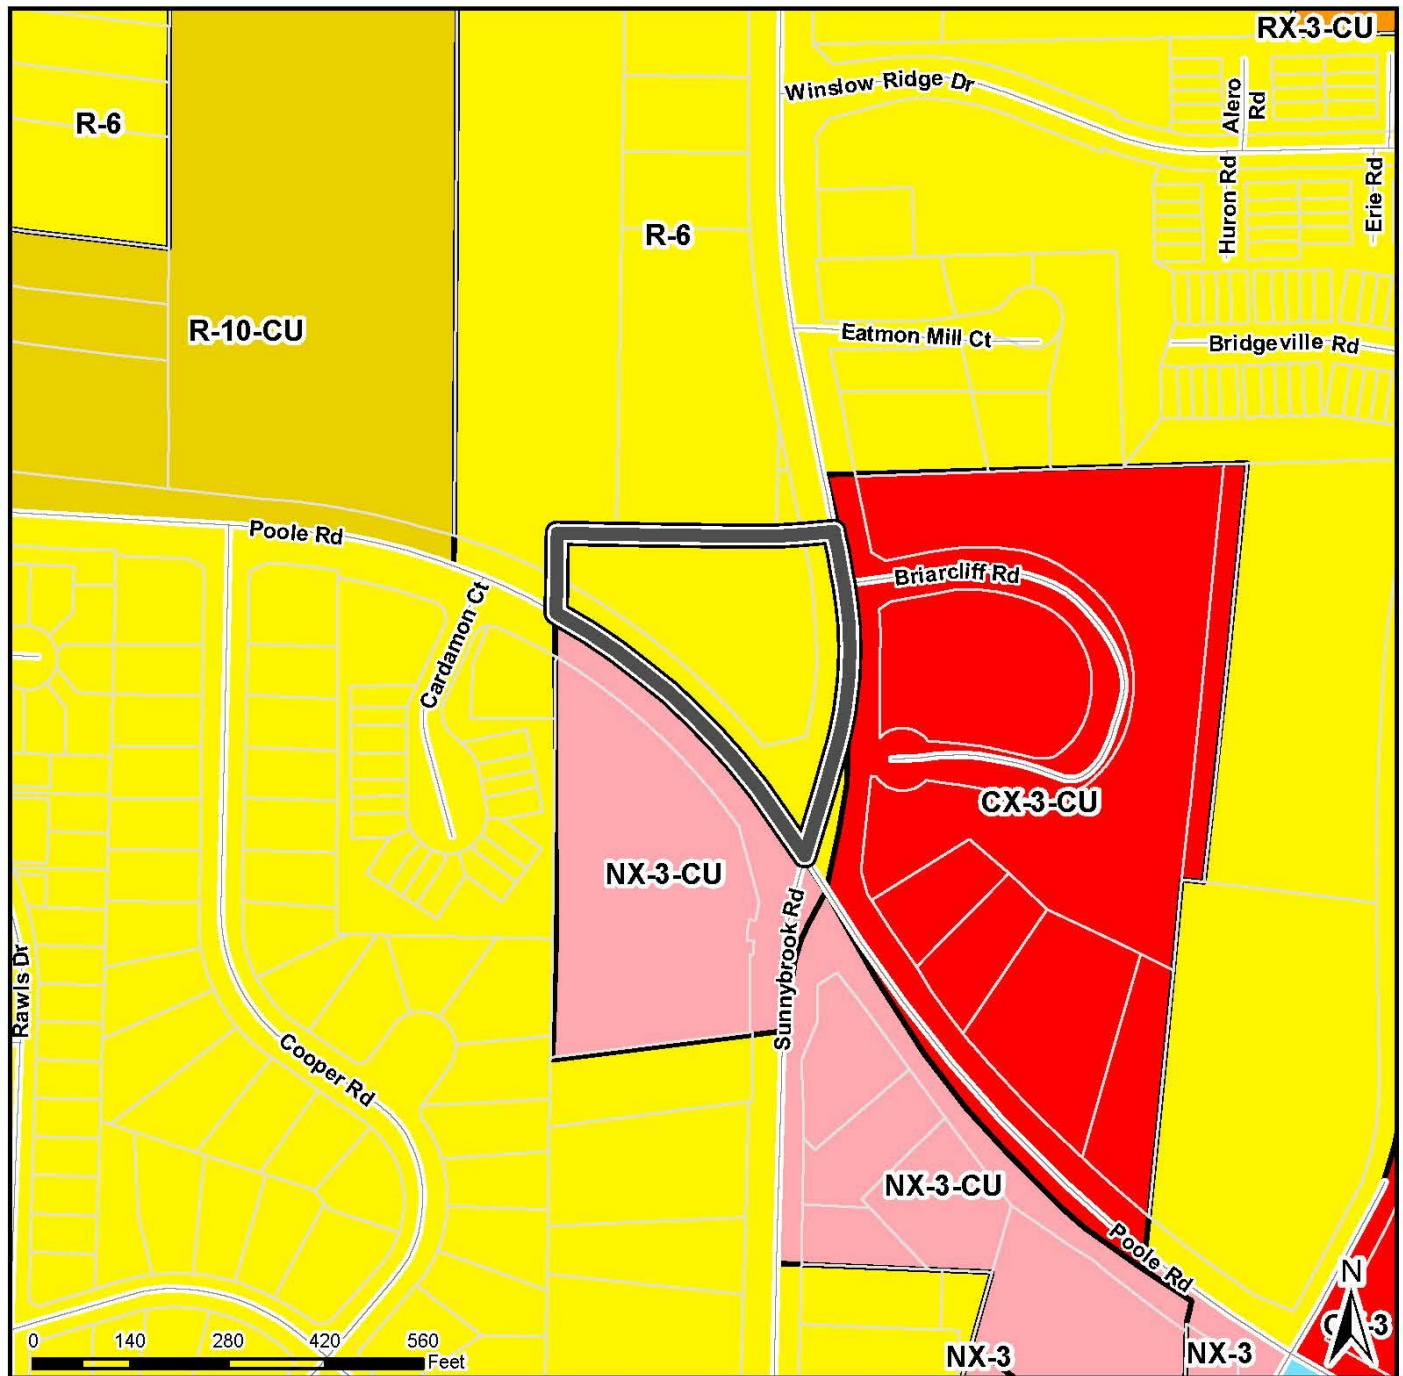 RX-3-CU
Winslow Ridge Dr
Alero
Rd
R-6
Huron Rd
Erie Rd
R-6
R-10-CU
Eatmon Mill Ct
Bridgeville Rd
Poole Rd
Briarcliff Rd
Cardamon Ct
CX-3-CU
NX-3-CU
Sunnybrook Rd
Rawls Dr
Cooper Rd
NX-3-CU
Poole Rd
N
0 140 280 420 560
Feet
NX-3
NX-3